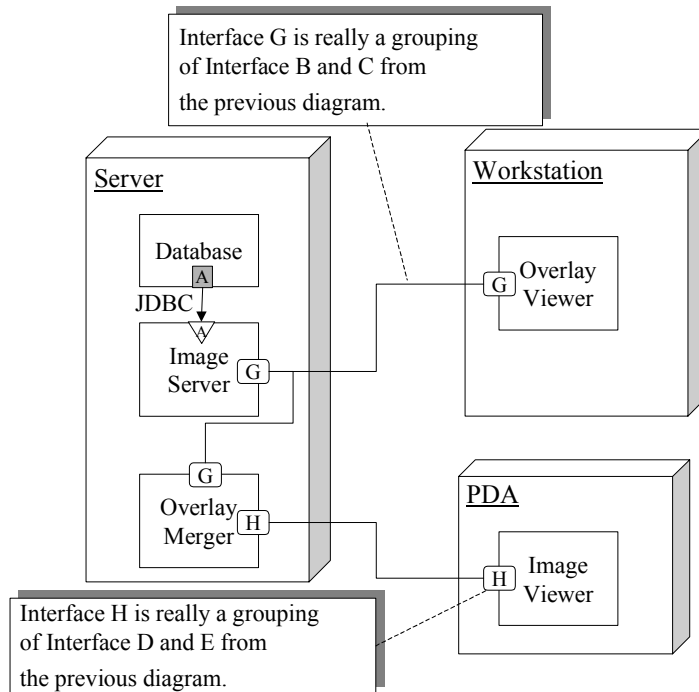 Interface G is really a grouping
of Interface B and C from
the previous diagram.
Server
Workstation
Database
A
JDBC
A
Image
Server
G
G
Overlay
Viewer
G
Overlay
Merger
H
PDA
H
Image
Viewer
Interface H is really a grouping
of Interface D and E from
the previous diagram.